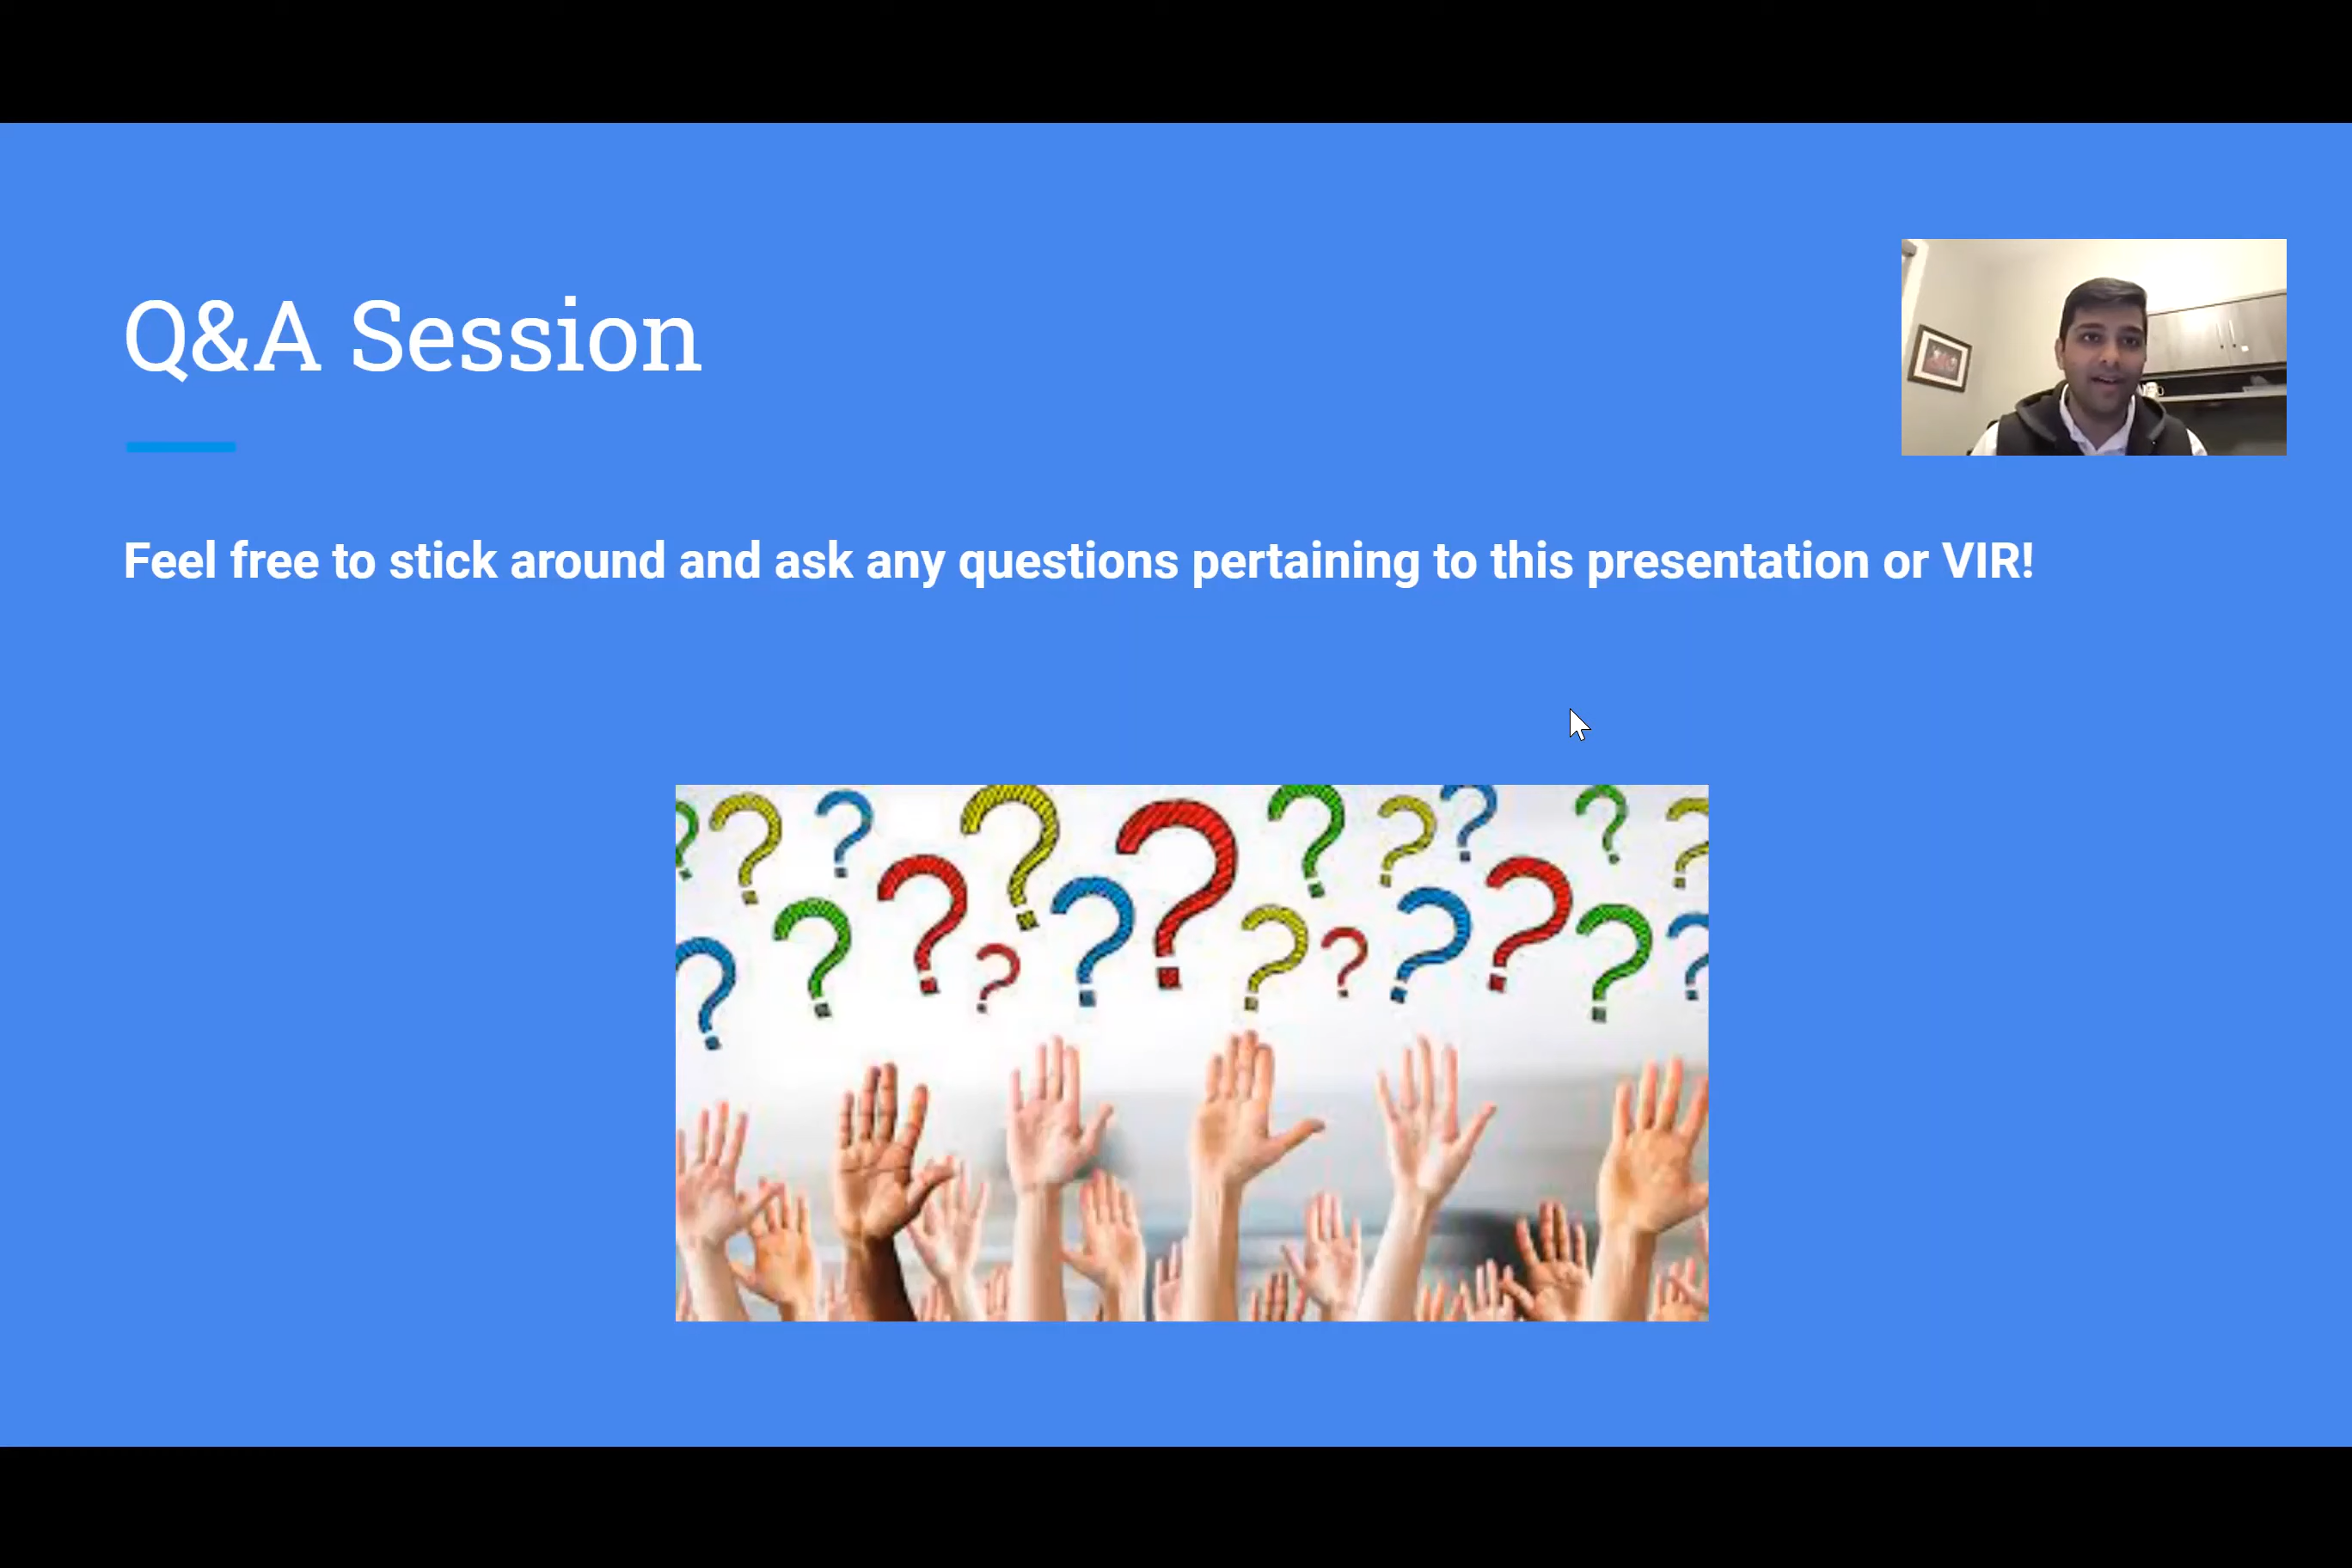 Q&A Session
Feel free to stick around and ask any questions pertaining to this presentation or VIR!